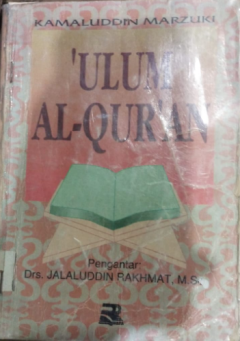 KAMALUDDIN MARZUKI
'ULUM
AL-QUR'AN
Pengantar:
Drs. JALALUDDIN RAKHMAT, M.Sc.